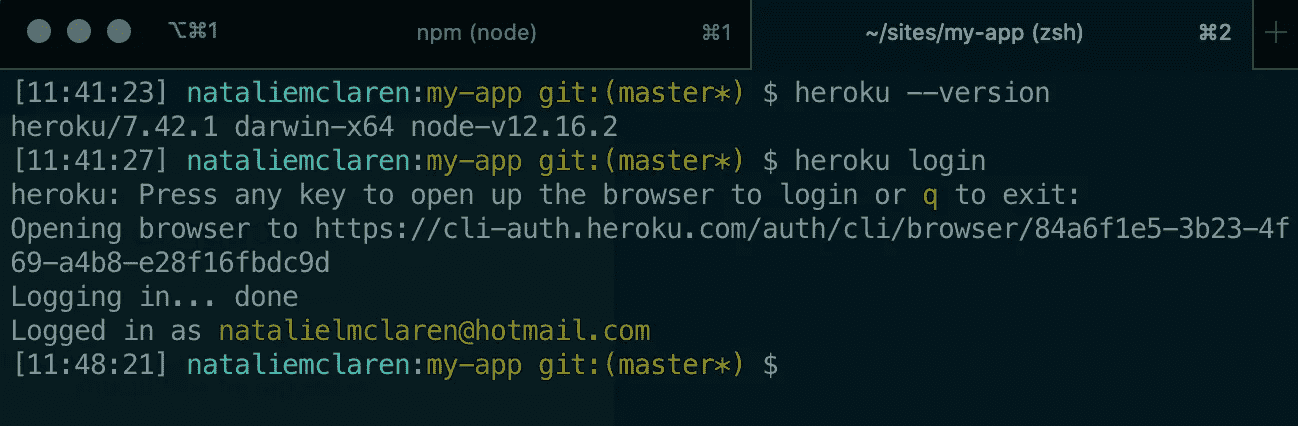 ⌥⌘1 npm (node) ⌘1 ~/sites/my-app (zsh) ⌘2 +
[11:41:23] nataliemclaren:my-app git:(master*) $ heroku --version
heroku/7.42.1 darwin-x64 node-v12.16.2
[11:41:27] nataliemclaren:my-app git:(master*) $ heroku login
heroku: Press any key to open up the browser to login or q to exit:
Opening browser to https://cli-auth.heroku.com/auth/cli/browser/84a6f1e5-3b23-4f
69-a4b8-e28f16fbdc9d
Logging in... done
Logged in as natalielmclaren@hotmail.com
[11:48:21] nataliemclaren:my-app git:(master*) $